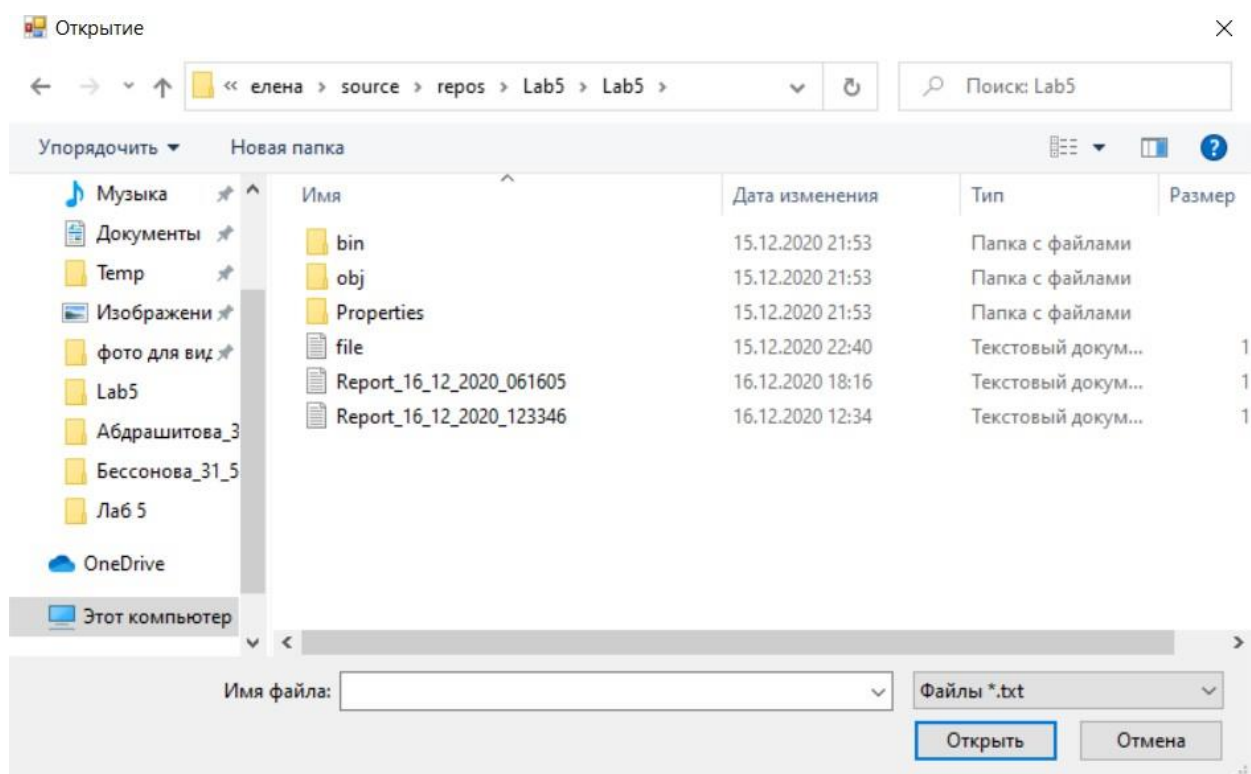 Открытие
« елена › source › repos › Lab5 › Lab5 ›
Поиск: Lab5
Упорядочить Новая папка
Музыка
Документы
Temp
Изображени
фото для вид
Lab5
Абдрашитова_3
Бессонова_31_5
Лаб 5
OneDrive
Этот компьютер
Имя Дата изменения Тип Размер
bin 15.12.2020 21:53 Папка с файлами
obj 15.12.2020 21:53 Папка с файлами
Properties 15.12.2020 21:53 Папка с файлами
file 15.12.2020 22:40 Текстовый докум... 1
Report_16_12_2020_061605 16.12.2020 18:16 Текстовый докум... 1
Report_16_12_2020_123346 16.12.2020 12:34 Текстовый докум... 1
Имя файла: Файлы *.txt
Открыть Отмена